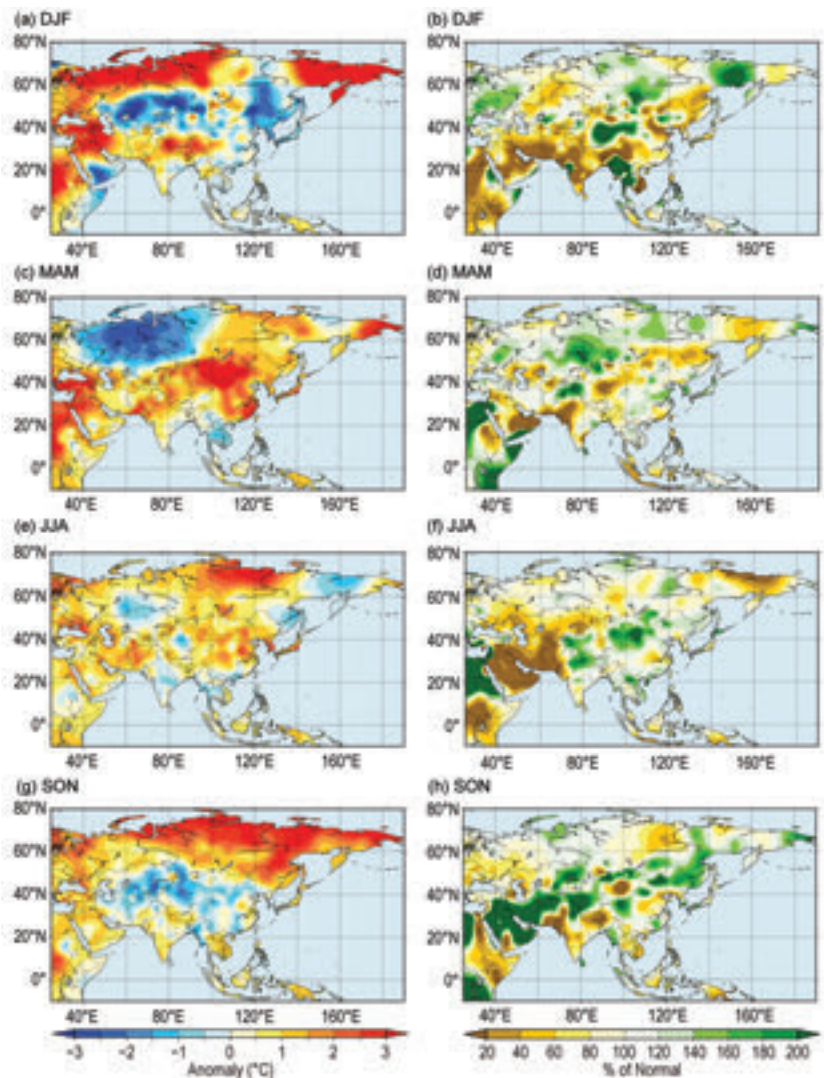 (a) DJF
(b) DJF
80°N
80°N
60°N
60°N
40°N
40°N
20°N
20°N
0°
0°
40°E 80°E 120°E 160°E
40°E 80°E 120°E 160°E
(c) MAM
(d) MAM
80°N
80°N
60°N
60°N
40°N
40°N
20°N
20°N
0°
0°
40°E 80°E 120°E 160°E
40°E 80°E 120°E 160°E
(e) JJA
(f) JJA
80°N
80°N
60°N
60°N
40°N
40°N
20°N
20°N
0°
0°
40°E 80°E 120°E 160°E
40°E 80°E 120°E 160°E
(g) SON
(h) SON
80°N
80°N
60°N
60°N
40°N
40°N
20°N
20°N
0°
0°
40°E 80°E 120°E 160°E
40°E 80°E 120°E 160°E
−3 −2 −1 0 1 2 3
Anomaly (°C)
20 40 60 80 100 120 140 160 200
% of Normal